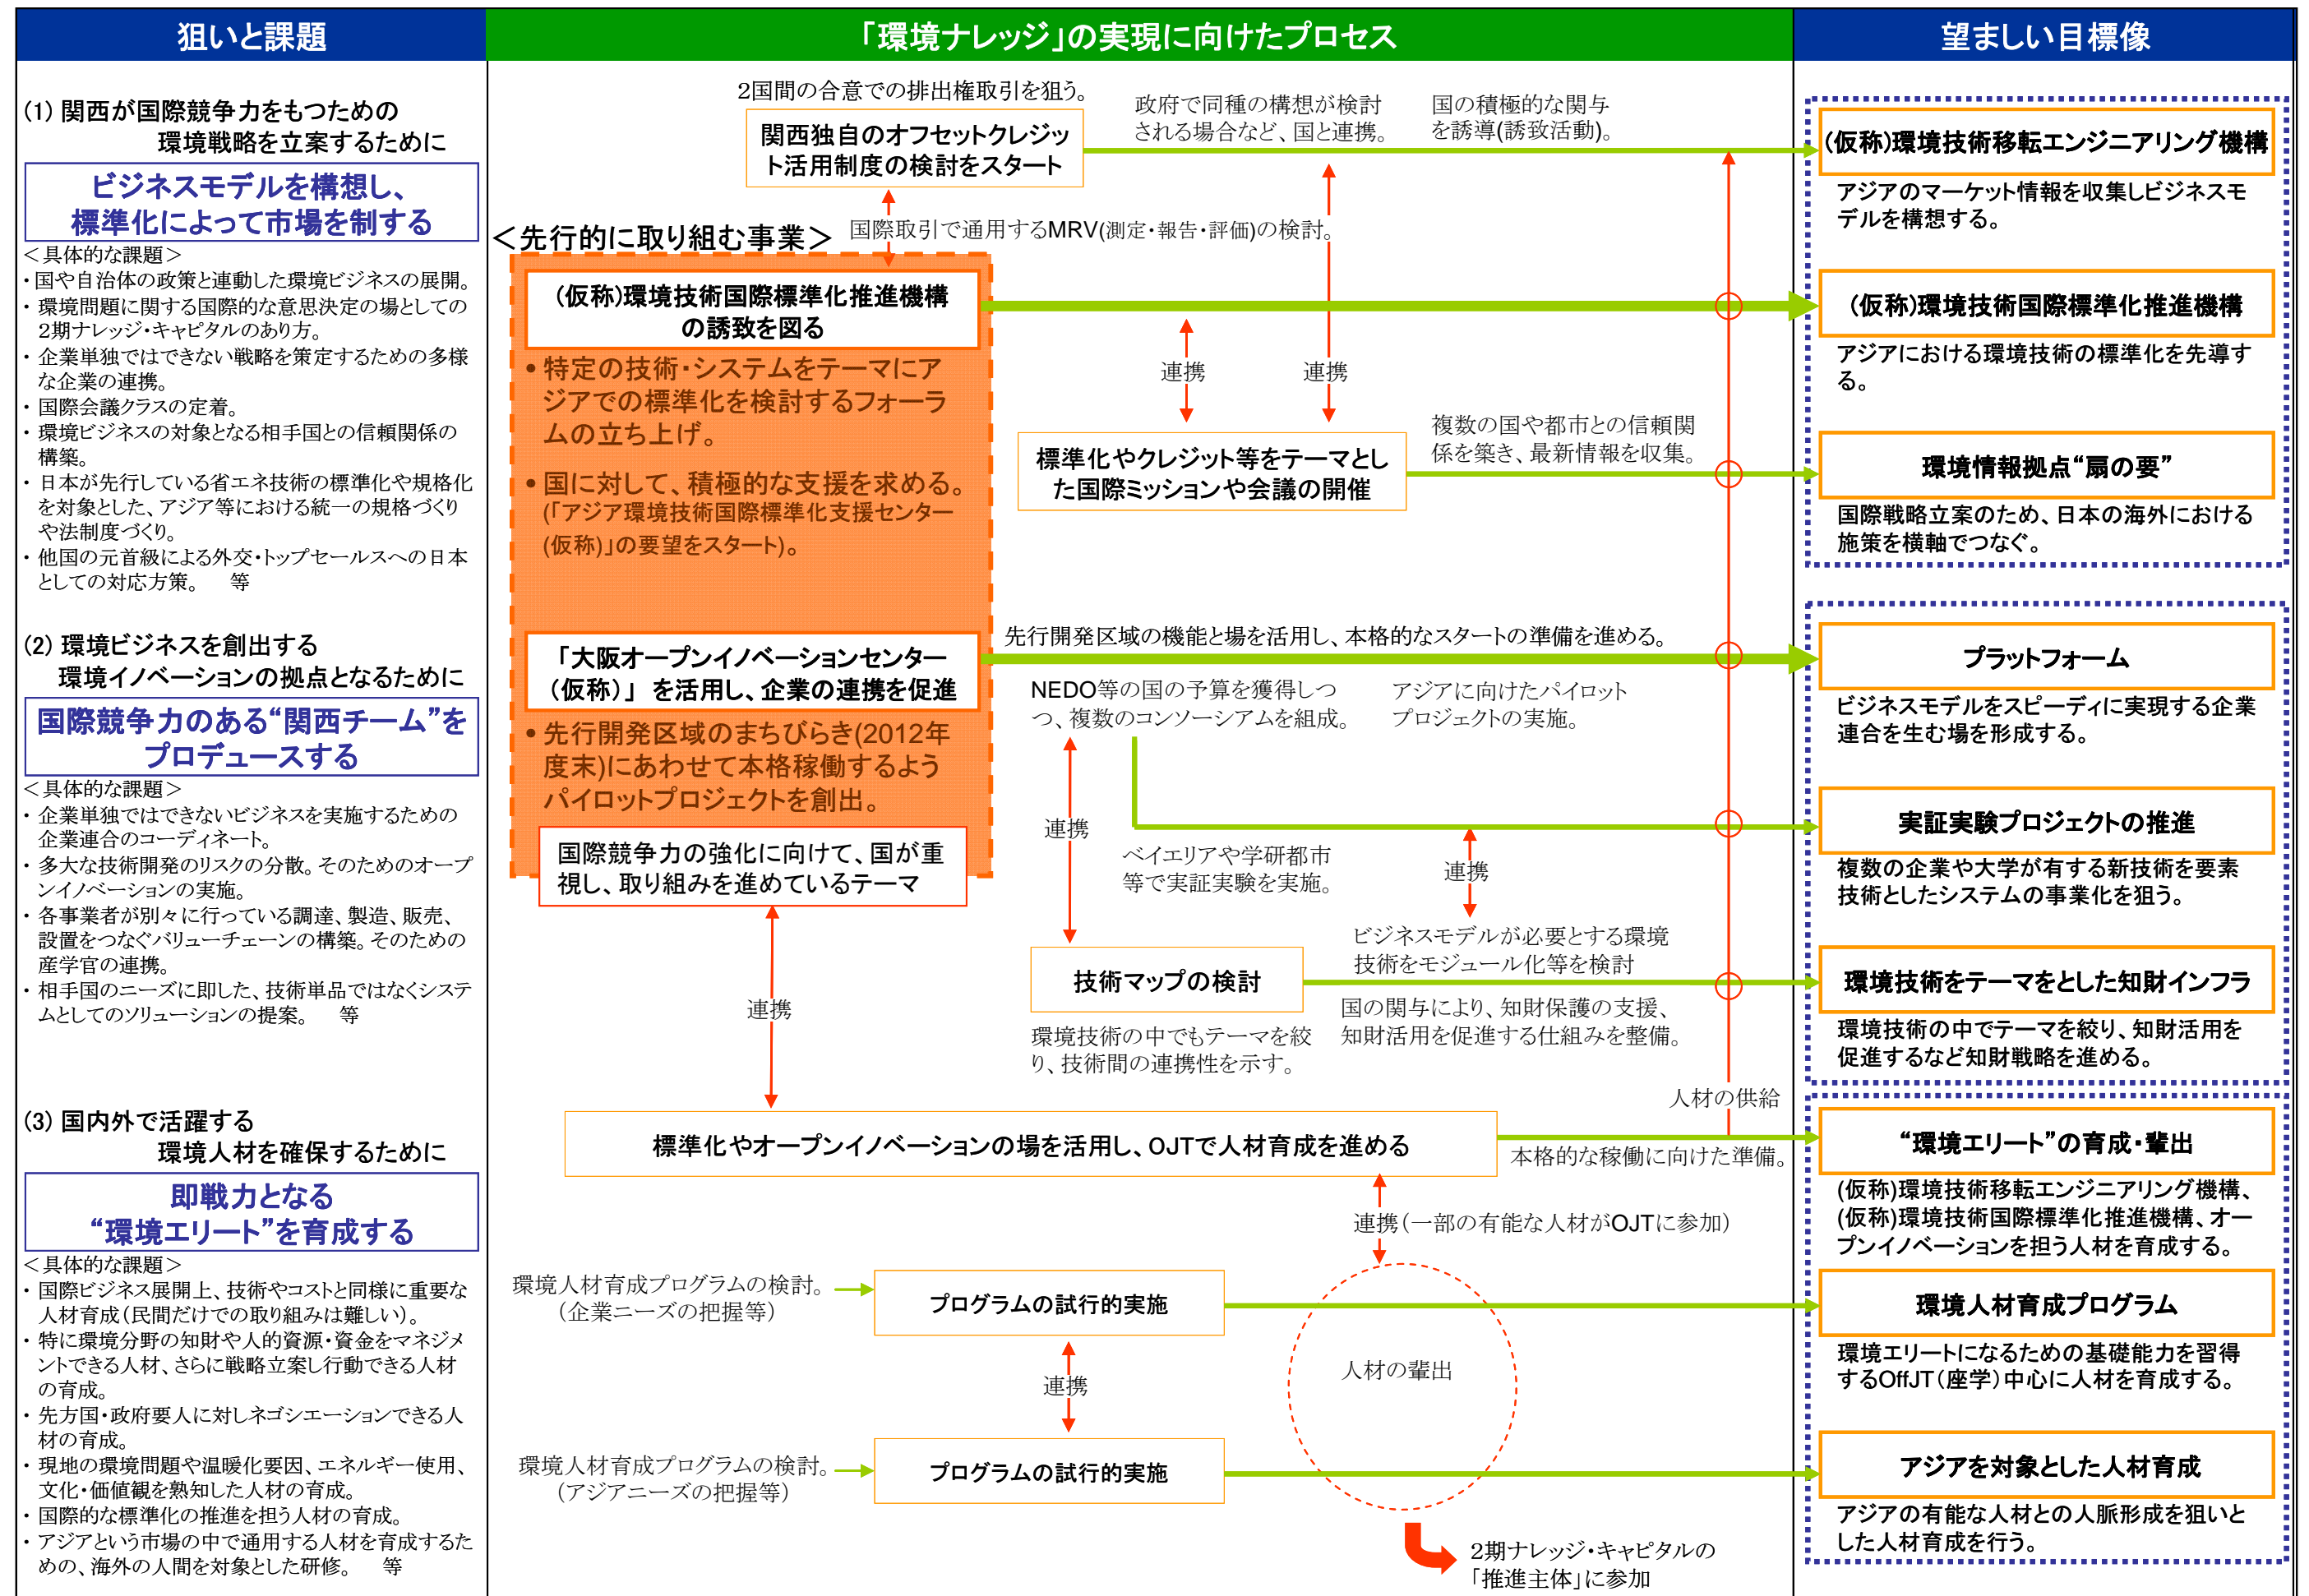 狙いと課題
「環境ナレッジ」の実現に向けたプロセス
望ましい目標像
(1) 関西が国際競争力をもつための
環境戦略を立案するために
ビジネスモデルを構想し、
標準化によって市場を制する
＜具体的な課題＞
・国や自治体の政策と連動した環境ビジネスの展開。
・環境問題に関する国際的な意思決定の場としての
2期ナレッジ・キャピタルのあり方。
・企業単独ではできない戦略を策定するための多様
な企業の連携。
・国際会議クラスの定着。
・環境ビジネスの対象となる相手国との信頼関係の
構築。
・日本が先行している省エネ技術の標準化や規格化
を対象とした、アジア等における統一の規格づくり
や法制度づくり。
・他国の元首級による外交・トップセールスへの日本
としての対応方策。　等
(2) 環境ビジネスを創出する
環境イノベーションの拠点となるために
国際競争力のある“関西チーム”を
プロデュースする
＜具体的な課題＞
・企業単独ではできないビジネスを実施するための
企業連合のコーディネート。
・多大な技術開発のリスクの分散。そのためのオープ
ンイノベーションの実施。
・各事業者が別々に行っている調達、製造、販売、
設置をつなぐバリューチェーンの構築。そのための
産学官の連携。
・相手国のニーズに即した、技術単品ではなくシステ
ムとしてのソリューションの提案。　等
(3) 国内外で活躍する
環境人材を確保するために
即戦力となる
“環境エリート”を育成する
＜具体的な課題＞
・国際ビジネス展開上、技術やコストと同様に重要な
人材育成（民間だけでの取り組みは難しい）。
・特に環境分野の知財や人的資源・資金をマネジメ
ントできる人材、さらに戦略立案し行動できる人材
の育成。
・先方国・政府要人に対しネゴシエーションできる人
材の育成。
・現地の環境問題や温暖化要因、エネルギー使用、
文化・価値観を熟知した人材の育成。
・国際的な標準化の推進を担う人材の育成。
・アジアという市場の中で通用する人材を育成するた
めの、海外の人間を対象とした研修。　等
2国間の合意での排出権取引を狙う。
関西独自のオフセットクレジッ
ト活用制度の検討をスタート
政府で同種の構想が検討
される場合など、国と連携。
国の積極的な関与
を誘導(誘致活動)。
国際取引で通用するMRV(測定・報告・評価)の検討。
＜先行的に取り組む事業＞
(仮称)環境技術国際標準化推進機構
の誘致を図る
• 特定の技術・システムをテーマにア
ジアでの標準化を検討するフォーラ
ムの立ち上げ。
• 国に対して、積極的な支援を求める。
(「アジア環境技術国際標準化支援センター
(仮称)」の要望をスタート)。
連携
連携
標準化やクレジット等をテーマとし
た国際ミッションや会議の開催
複数の国や都市との信頼関
係を築き、最新情報を収集。
「大阪オープンイノベーションセンター
（仮称）」を活用し、企業の連携を促進
• 先行開発区域のまちびらき(2012年
度末)にあわせて本格稼働するよう
パイロットプロジェクトを創出。
国際競争力の強化に向けて、国が重
視し、取り組みを進めているテーマ
先行開発区域の機能と場を活用し、本格的なスタートの準備を進める。
NEDO等の国の予算を獲得しつ
つ、複数のコンソーシアムを組成。
アジアに向けたパイロット
プロジェクトの実施。
連携
ベイエリアや学研都市
等で実証実験を実施。
連携
連携
技術マップの検討
環境技術の中でもテーマを絞
り、技術間の連携性を示す。
ビジネスモデルが必要とする環境
技術をモジュール化等を検討
国の関与により、知財保護の支援、
知財活用を促進する仕組みを整備。
人材の供給
標準化やオープンイノベーションの場を活用し、OJTで人材育成を進める
本格的な稼働に向けた準備。
連携（一部の有能な人材がOJTに参加）
環境人材育成プログラムの検討。
（企業ニーズの把握等）
プログラムの試行的実施
連携
人材の輩出
環境人材育成プログラムの検討。
（アジアニーズの把握等）
プログラムの試行的実施
2期ナレッジ・キャピタルの
「推進主体」に参加
(仮称)環境技術移転エンジニアリング機構
アジアのマーケット情報を収集しビジネスモ
デルを構想する。
(仮称)環境技術国際標準化推進機構
アジアにおける環境技術の標準化を先導す
る。
環境情報拠点“扇の要”
国際戦略立案のため、日本の海外における
施策を横軸でつなぐ。
プラットフォーム
ビジネスモデルをスピーディに実現する企業
連合を生む場を形成する。
実証実験プロジェクトの推進
複数の企業や大学が有する新技術を要素
技術としたシステムの事業化を狙う。
環境技術をテーマをとした知財インフラ
環境技術の中でテーマを絞り、知財活用を
促進するなど知財戦略を進める。
“環境エリート”の育成・輩出
(仮称)環境技術移転エンジニアリング機構、
(仮称)環境技術国際標準化推進機構、オー
プンイノベーションを担う人材を育成する。
環境人材育成プログラム
環境エリートになるための基礎能力を習得
するOffJT（座学）中心に人材を育成する。
アジアを対象とした人材育成
アジアの有能な人材との人脈形成を狙いと
した人材育成を行う。